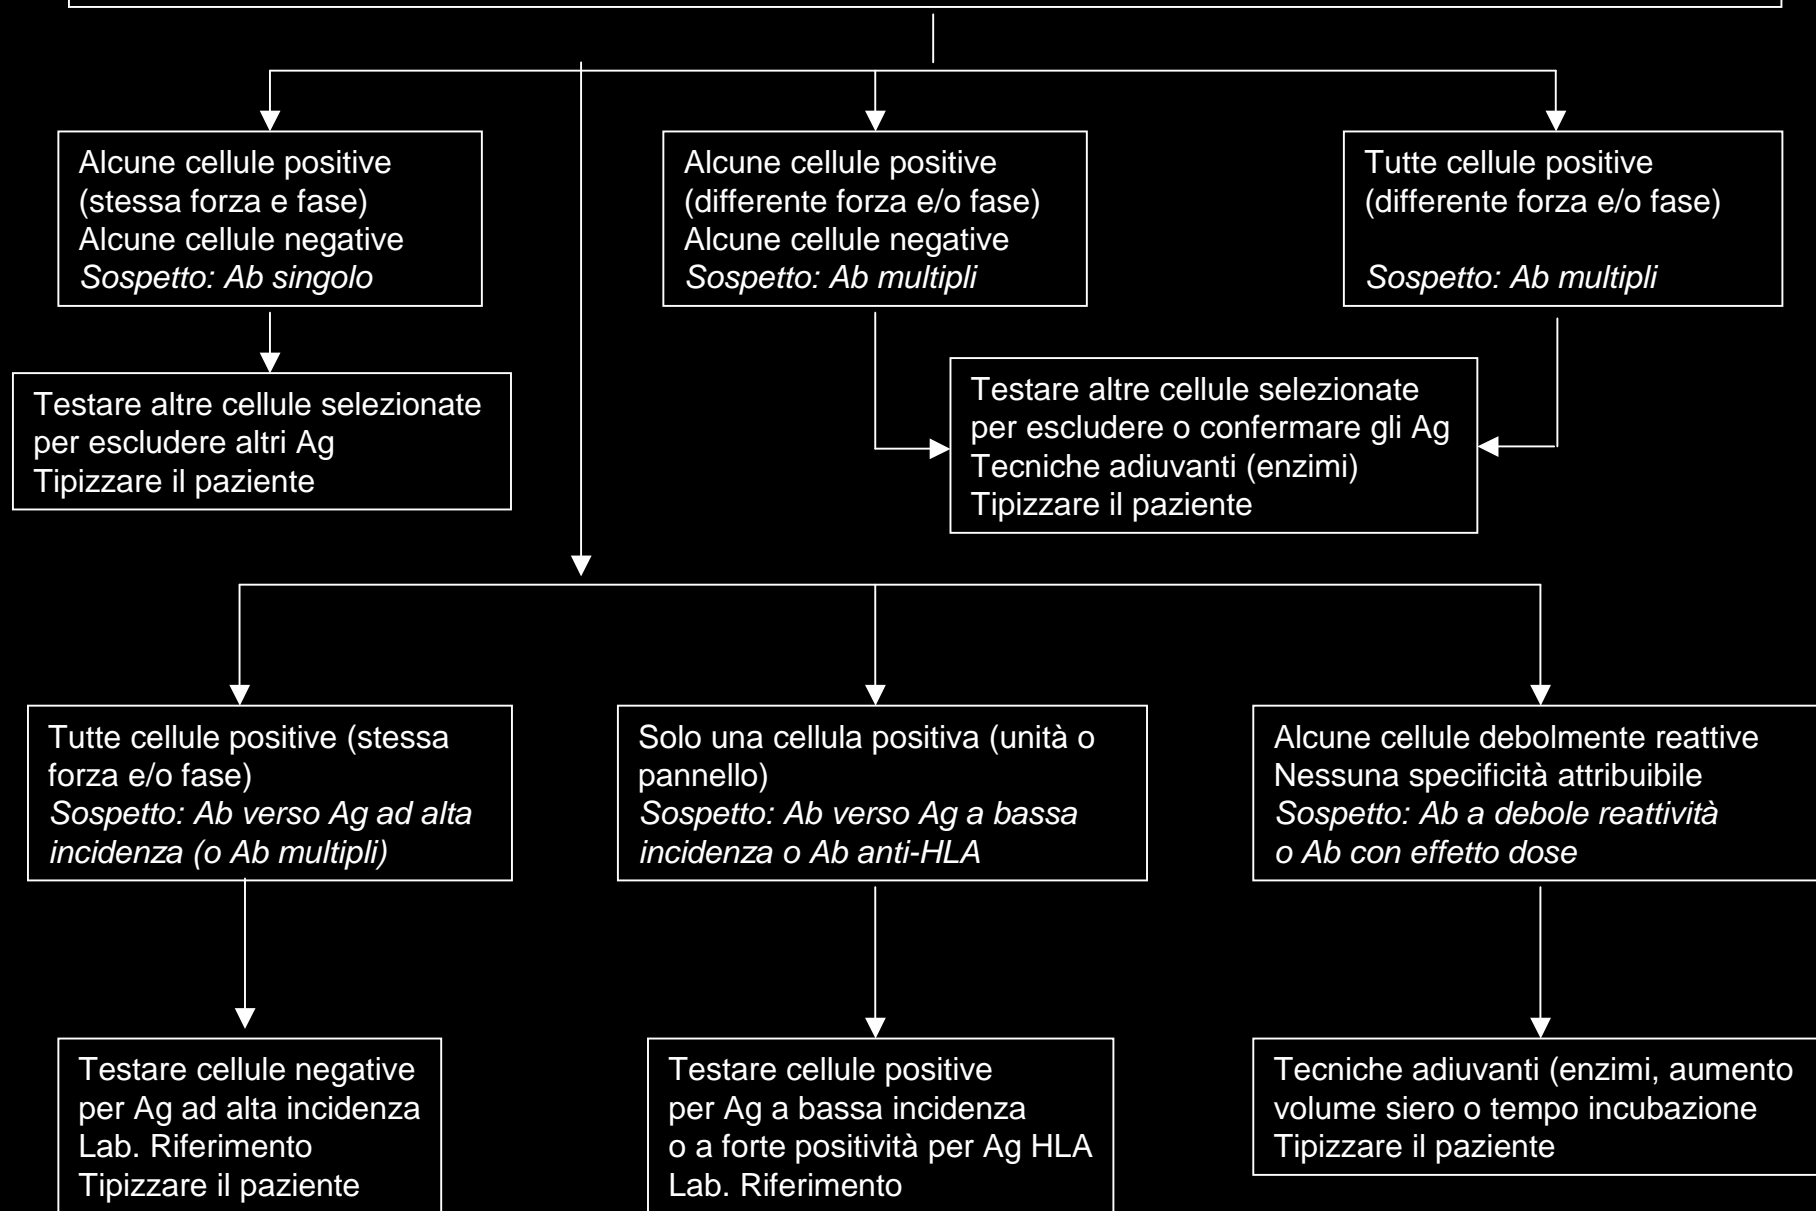 Alcune cellule positive
(stessa forza e fase)
Alcune cellule negative
Sospetto: Ab singolo
Alcune cellule positive
(differente forza e/o fase)
Alcune cellule negative
Sospetto: Ab multipli
Tutte cellule positive
(differente forza e/o fase)
Sospetto: Ab multipli
Testare altre cellule selezionate
per escludere altri Ag
Tipizzare il paziente
Testare altre cellule selezionate
per escludere o confermare gli Ag
Tecniche adiuvanti (enzimi)
Tipizzare il paziente
Tutte cellule positive (stessa
forza e/o fase)
Sospetto: Ab verso Ag ad alta
incidenza (o Ab multipli)
Solo una cellula positiva (unità o
pannello)
Sospetto: Ab verso Ag a bassa
incidenza o Ab anti-HLA
Alcune cellule debolmente reattive
Nessuna specificità attribuibile
Sospetto: Ab a debole reattività
o Ab con effetto dose
Testare cellule negative
per Ag ad alta incidenza
Lab. Riferimento
Tipizzare il paziente
Testare cellule positive
per Ag a bassa incidenza
o a forte positività per Ag HLA
Lab. Riferimento
Tecniche adiuvanti (enzimi, aumento
volume siero o tempo incubazione
Tipizzare il paziente